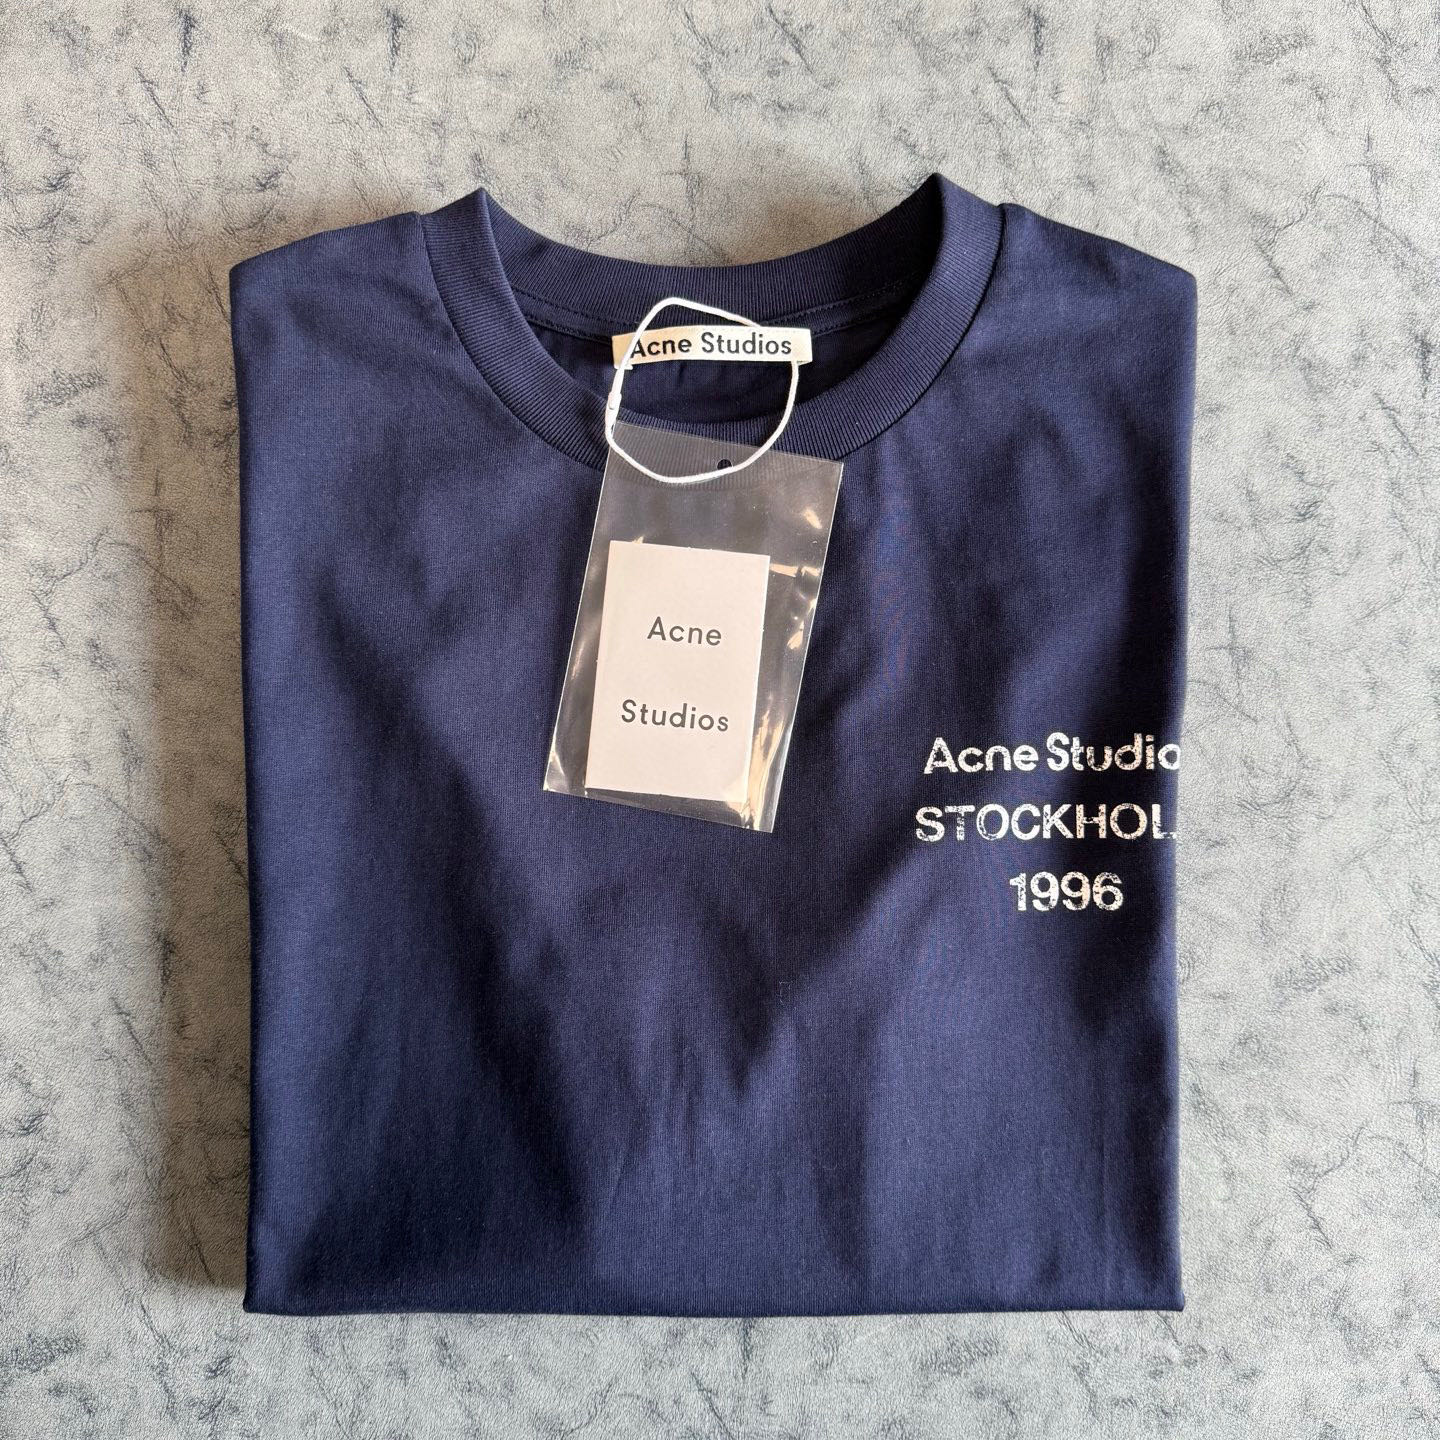 Acne Studios
Acne
Studios
Acne Studio
STOCKHOL
1996